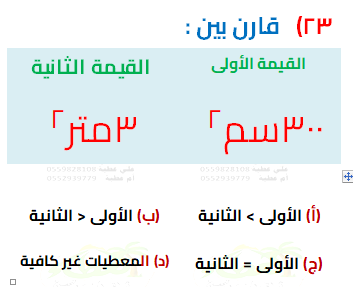 ٢٣) قارن بين :
القيمة الأولى
القيمة الثانية
٣٠٠سم٢
٣متر٢
(أ) الأولى > الثانية
(ب) الأولى < الثانية
(ج) الأولى = الثانية
(د) المعطيات غير كافية